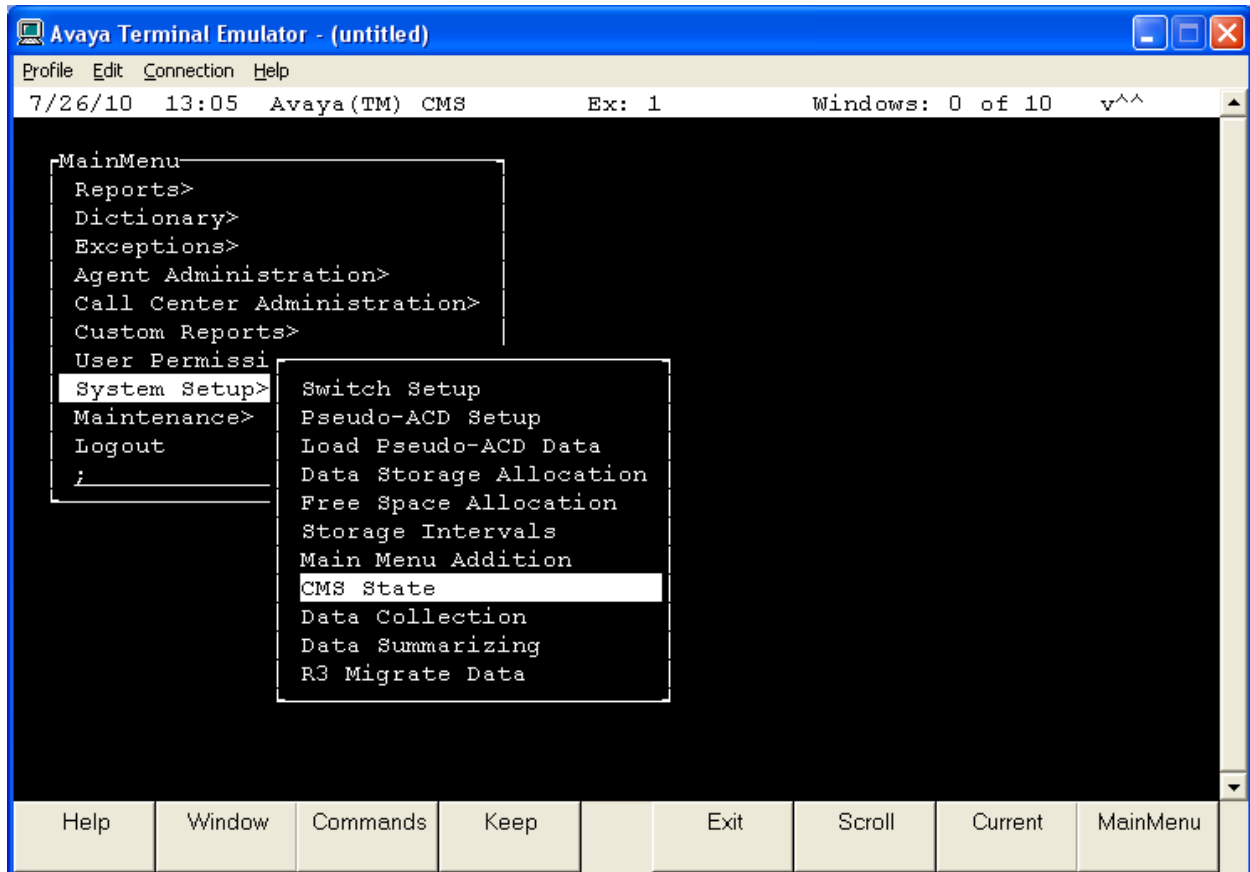 Avaya Terminal Emulator - (untitled)
Profile Edit Connection Help
7/26/10 13:05 Avaya(TM) CMS Ex: 1 Windows: 0 of 10 v^^
MainMenu
Reports>
Dictionary>
Exceptions>
Agent Administration>
Call Center Administration>
Custom Reports>
User Permissi
System Setup>
Maintenance>
Logout
;
Switch Setup
Pseudo-ACD Setup
Load Pseudo-ACD Data
Data Storage Allocation
Free Space Allocation
Storage Intervals
Main Menu Addition
CMS State
Data Collection
Data Summarizing
R3 Migrate Data
Help Window Commands Keep Exit Scroll Current MainMenu